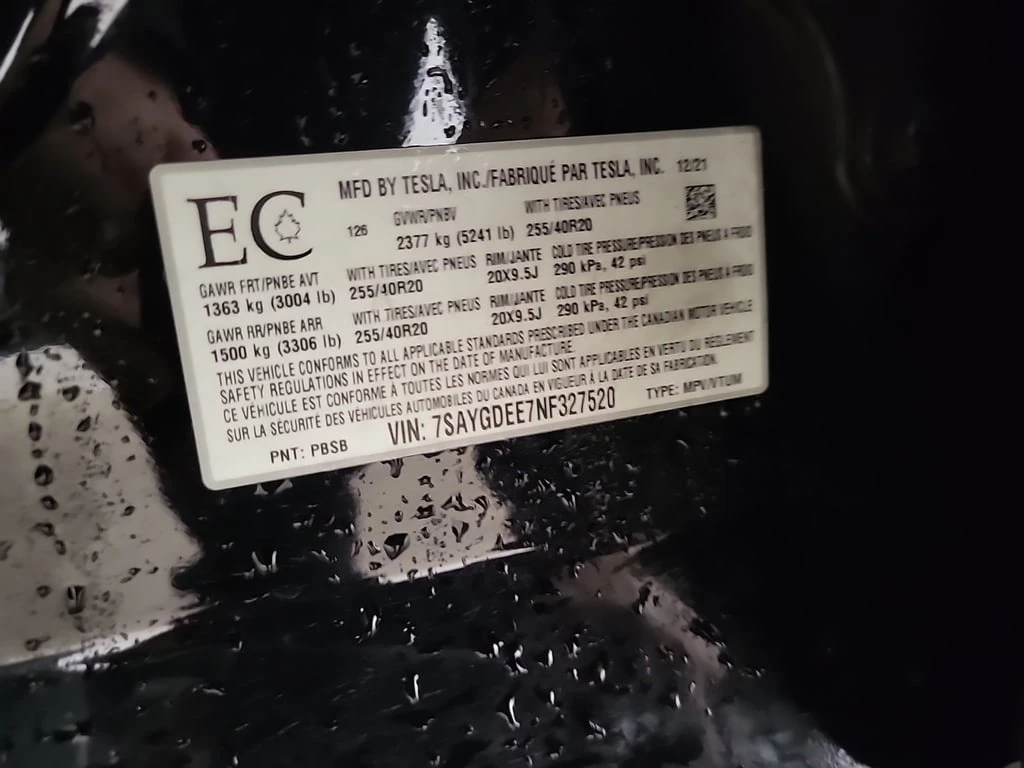 EC
MFD BY TESLA, INC./FABRIQUÉ PAR TESLA, INC. 12/21
126 GVWR/PNBV WITH TIRES/AVEC PNEUS
2377 kg (5241 lb) 255/40R20
GAWR FRT/PNBE AVT WITH TIRES/AVEC PNEUS RIM/JANTE COLD TIRE PRESSURE/PRESSION DES PNEUS A FROID
1363 kg (3004 lb) 255/40R20 20X9.5J 290 kPa, 42 psi
GAWR RR/PNBE ARR WITH TIRES/AVEC PNEUS RIM/JANTE COLD TIRE PRESSURE/PRESSION DES PNEUS A FROID
1500 kg (3306 lb) 255/40R20 20X9.5J 290 kPa, 42 psi
THIS VEHICLE CONFORMS TO ALL APPLICABLE STANDARDS PRESCRIBED UNDER THE CANADIAN MOTOR VEHICLE
SAFETY REGULATIONS IN EFFECT ON THE DATE OF MANUFACTURE
CE VÉHICULE EST CONFORME À TOUTES LES NORMES QUI LUI SONT APPLICABLES EN VERTU DU RÈGLEMENT
SUR LA SÉCURITÉ DES VÉHICULES AUTOMOBILES DU CANADA EN VIGUEUR À LA DATE DE SA FABRICATION.
PNT: PBSB VIN: 7SAYGDEE7NF327520 TYPE: MPV/VTUM